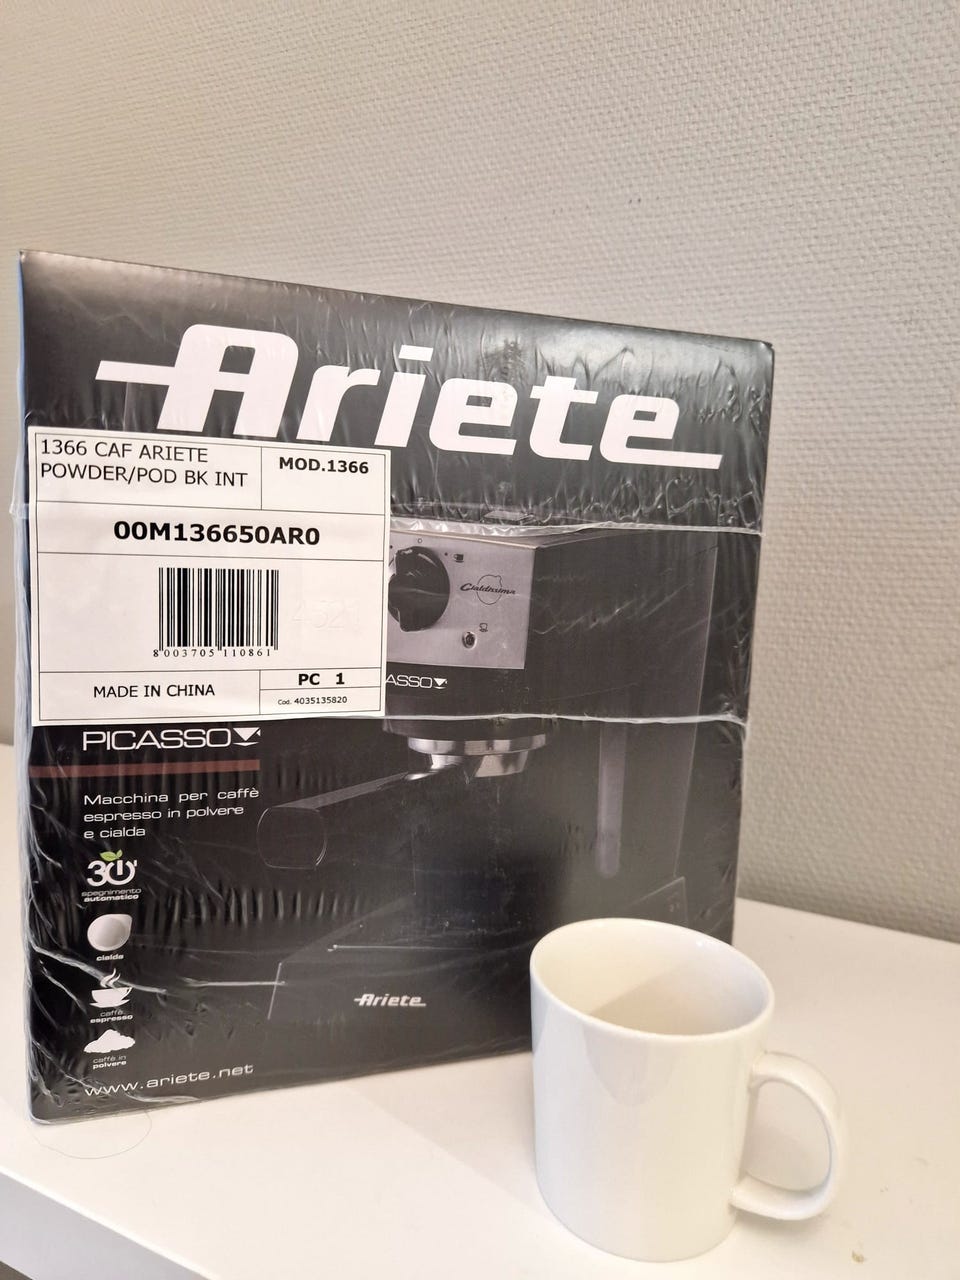 Ariete
1366 CAF ARIETE
POWDER/POD BK INT
MOD.1366
00M136650AR0
8 003705 110861
MADE IN CHINA
PC 1
Cod. 4035135820
Cialdissima
ASSO
PICASSO
Macchina per caffè
espresso in polvere
e cialda
30
spegnimento
automatico
cialda
caffè
espresso
caffè in
polvere
Ariete
www.ariete.net